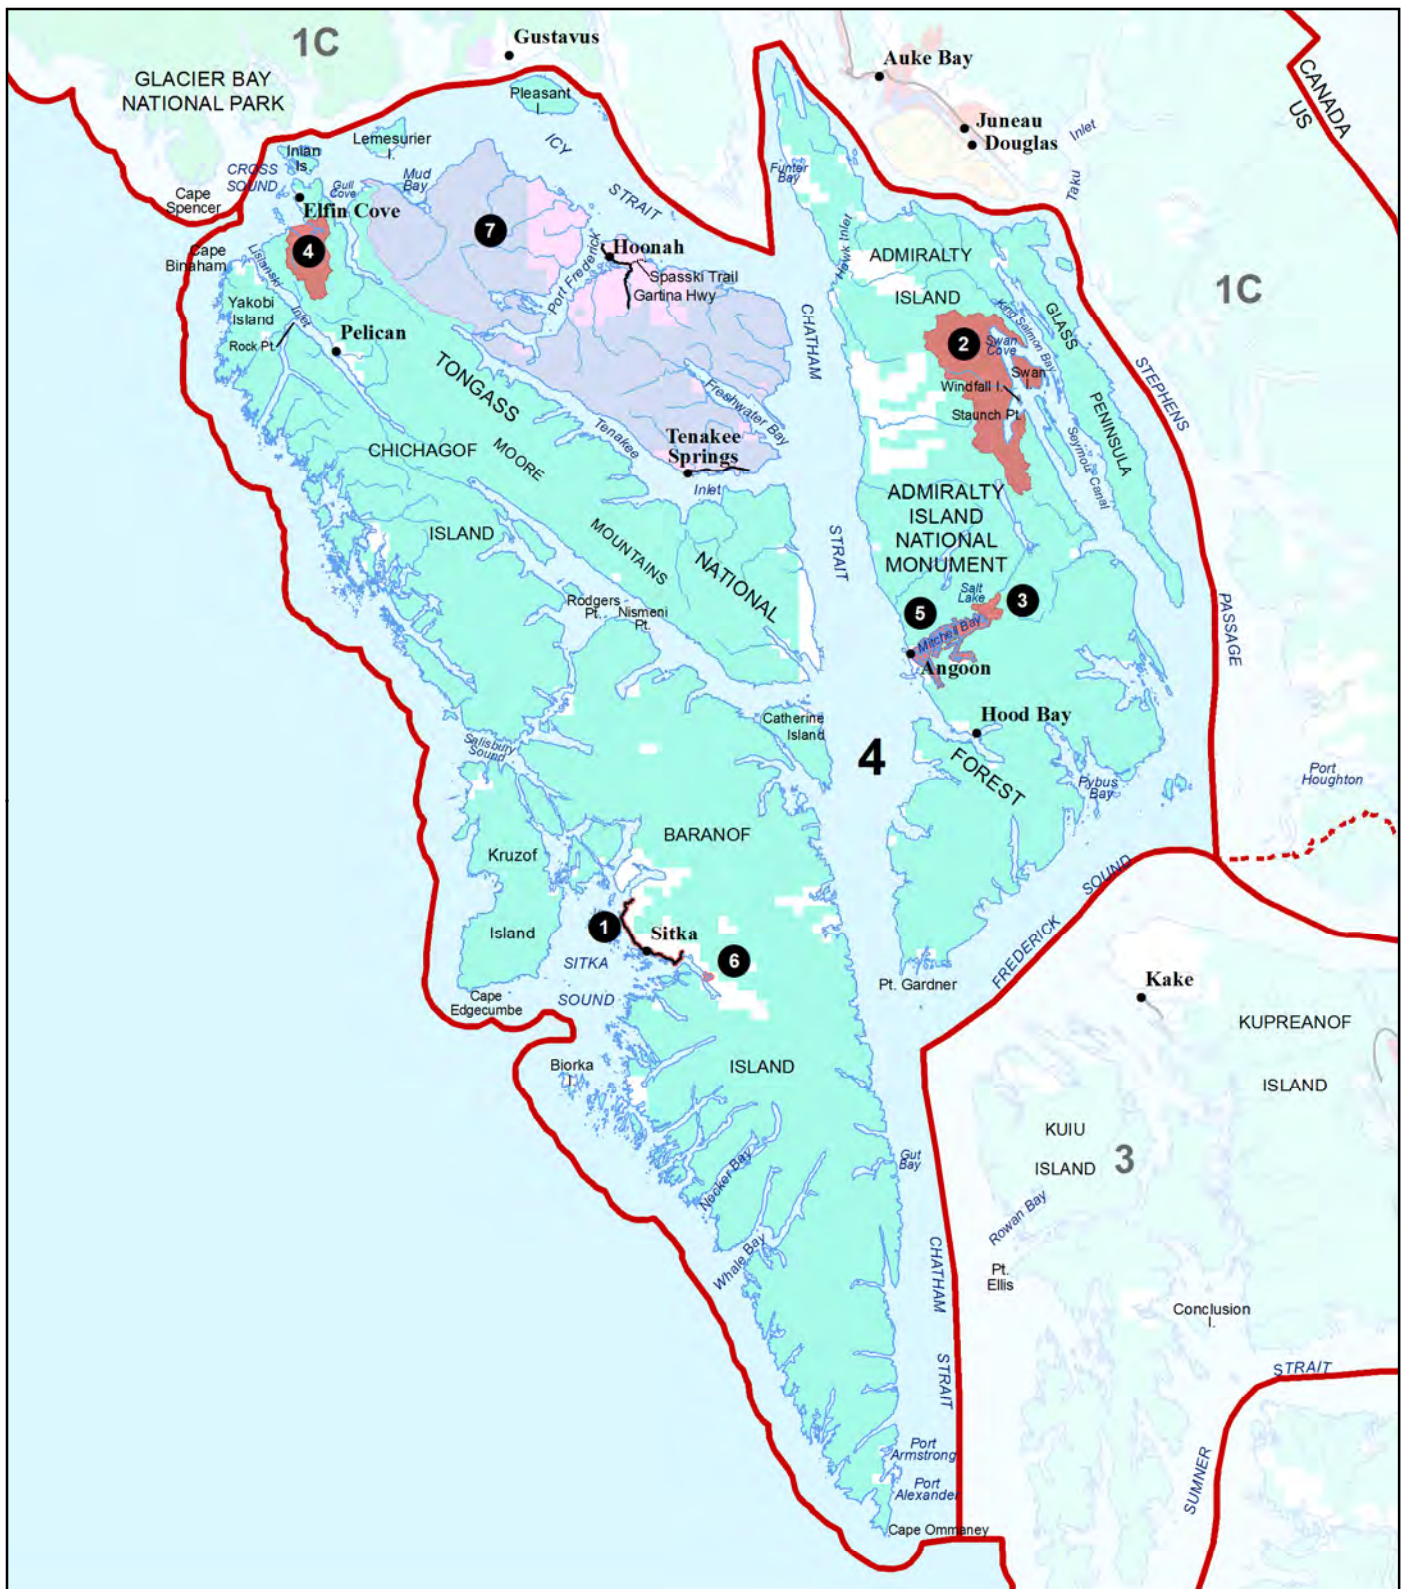 1C
Gustavus
GLACIER BAY
NATIONAL PARK
Auke Bay
CANADA
US
Pleasant
I.
Juneau
Douglas
Inlet
Taku
ICY
STRAIT
Lemesurier
I.
Inian
Is.
CROSS
SOUND
Gull
Cove
Mud
Bay
Funter
Bay
Cape
Spencer
Elfin Cove
4
7
Cape
Binaham
Lisianski
Inlet
Hoonah
Spasski Trail
Gartina Hwy
Port Frederick
Hawk Inlet
ADMIRALTY
ISLAND
1C
Yakobi
Island
Rock Pt.
Pelican
CHATHAM
STRAIT
2
King Salmon Bay
Swan
Cove
Swan
I.
Windfall I.
Staunch Pt.
GLASS
PENINSULA
STEPHENS
PASSAGE
Seymour Canal
TONGASS
NATIONAL
FOREST
Freshwater Bay
Tenakee
Inlet
Tenakee
Springs
CHICHAGOF
ISLAND
MOORE
MOUNTAINS
ADMIRALTY
ISLAND
NATIONAL
MONUMENT
Rodgers
Pt.
Nismeni
Pt.
Salt
Lake
3
5
Mitchell Bay
Angoon
Hood Bay
Catherine
Island
4
Salisbury
Sound
Pybus
Bay
Port
Houghton
BARANOF
ISLAND
Kruzof
Island
1
Sitka
6
SITKA
SOUND
Cape
Edgecumbe
FREDERICK
SOUND
Pt. Gardner
Kake
KUPREANOF
ISLAND
Biorka
I.
KUIU
ISLAND
3
Gut
Bay
Necker Bay
Whale Bay
Rowan Bay
Pt.
Ellis
Conclusion
I.
CHATHAM
STRAIT
STRAIT
SUMNER
Port
Armstrong
Port
Alexander
Cape Ommaney